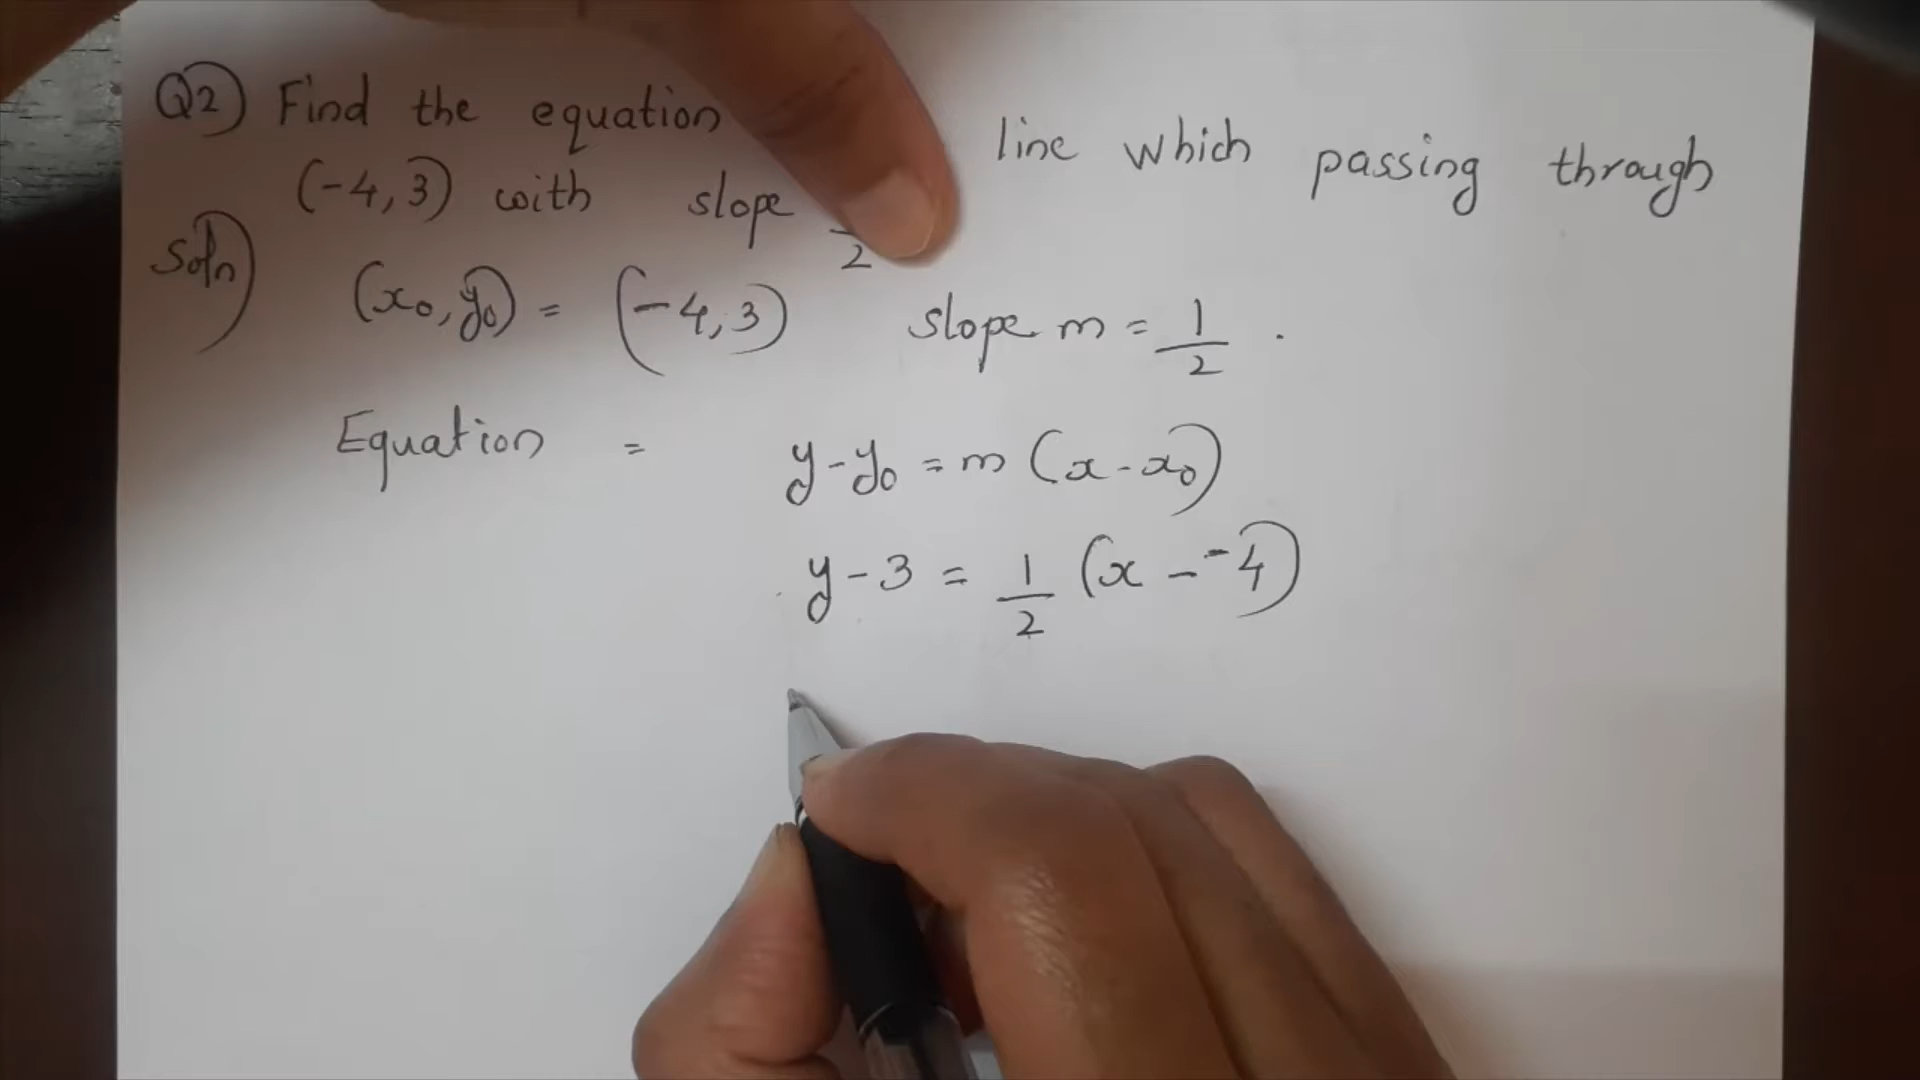 Q2) Find the equation line which passing through
(-4,3) with slope 2
Soln) (x₀,y₀) = (-4,3) slope m = 1/2 .
Equation = y-y₀ = m (x-x₀)
y-3 = 1/2 (x - -4)